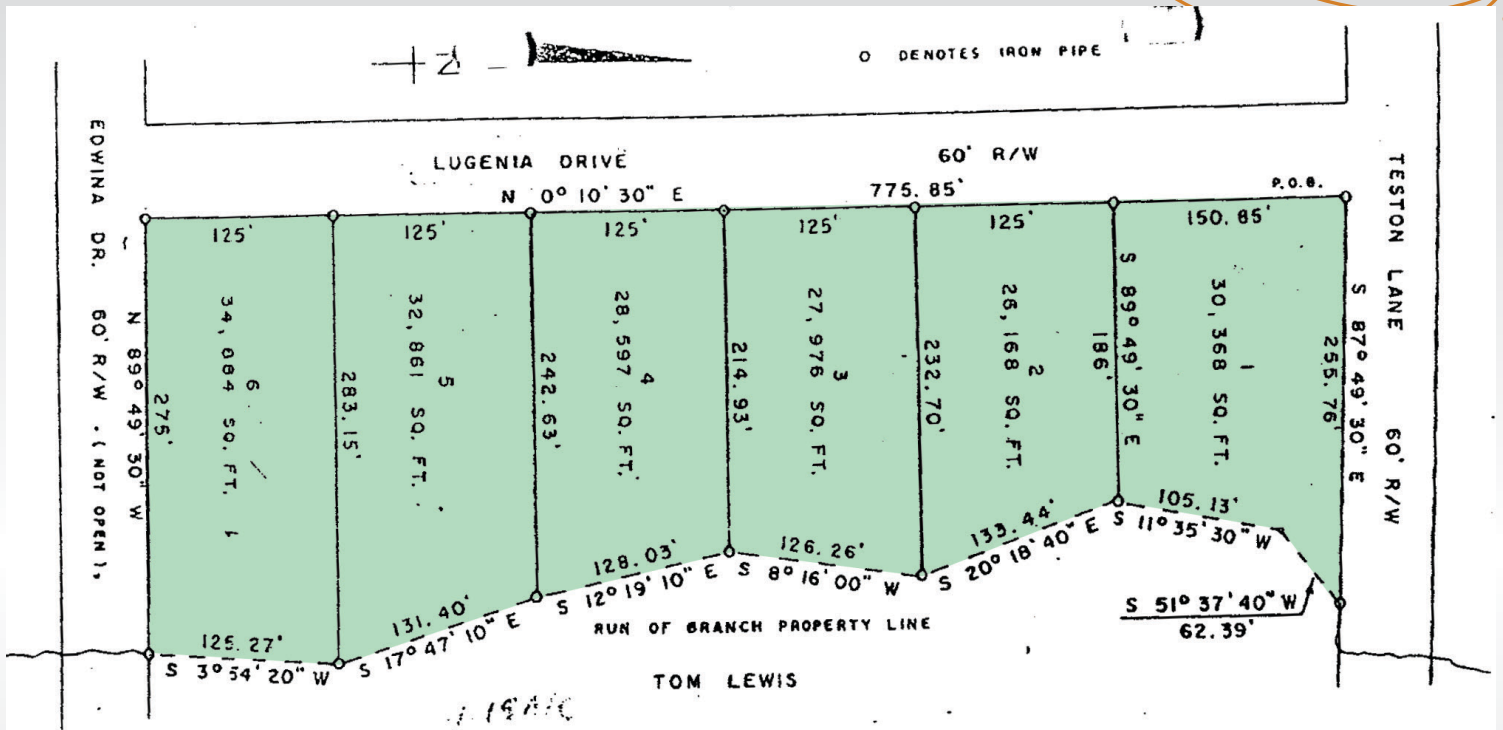 O DENOTES IRON PIPE
LUGENIA DRIVE
60' R/W
N 0° 10' 30" E
775.85'
P.O.B.
EDWINA DR. 60' R/W. (NOT OPEN).
TESTON LANE 60' R/W
125'
125'
125'
125'
125'
150.85'
N 89° 49' 30" W
275'
6
34,884 SQ. FT.
283.15'
5
32,861 SQ. FT.
242.63'
4
28,597 SQ. FT.
214.93'
3
27,976 SQ. FT.
232.70'
2
26,168 SQ. FT.
186'
S 89° 49' 30" E
1
30,368 SQ. FT.
255.76'
S 87° 49' 30" E
125.27'
S 3° 54' 20" W
131.40'
S 17° 47' 10" E
128.03'
S 12° 19' 10" E
126.26'
S 8° 16' 00" W
133.44'
S 20° 18' 40" E
105.13'
S 11° 35' 30" W
S 51° 37' 40" W
62.39'
RUN OF BRANCH PROPERTY LINE
TOM LEWIS